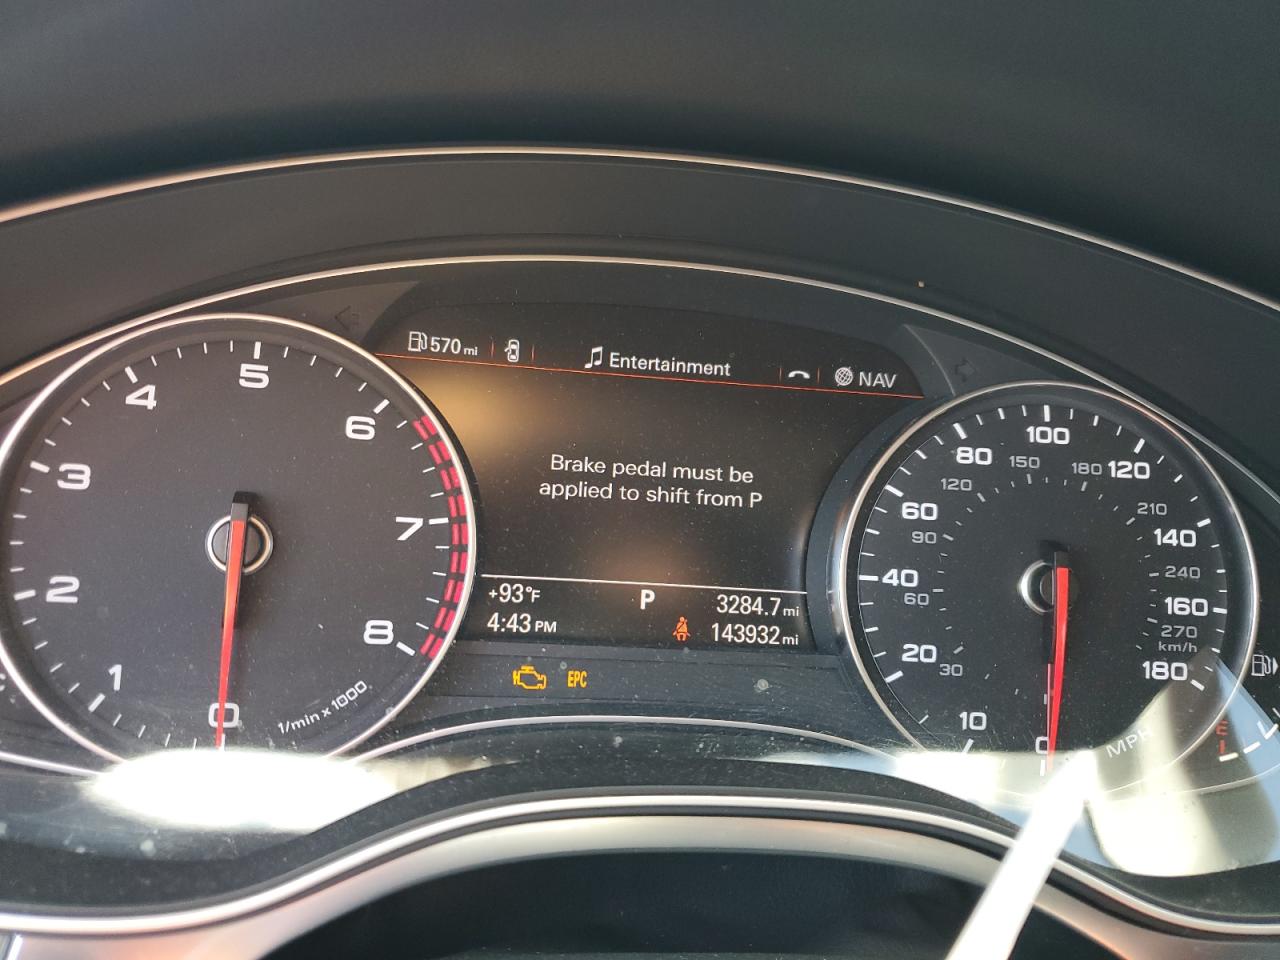 570 mi
Entertainment
NAV
Brake pedal must be
applied to shift from P
+93°F
P
3284.7 mi
4:43 PM
143932 mi
EPC
0
1
2
3
4
5
6
7
8
1/min x 1000
0
10
20
40
60
80
100
120
140
160
180
MPH
30
60
90
120
150
180
210
240
270
km/h